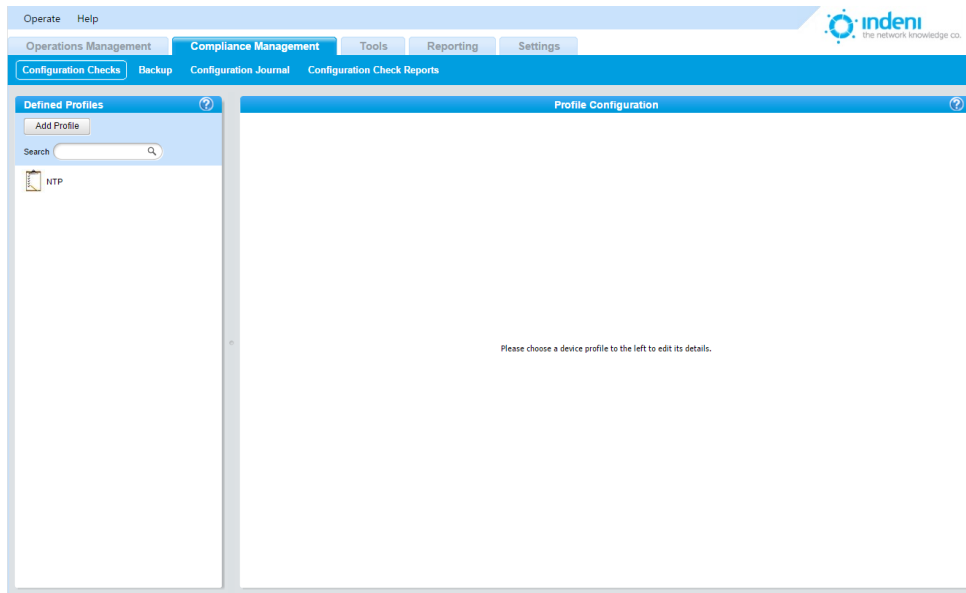 Operate Help
indeni
the network knowledge co.
Operations Management Compliance Management Tools Reporting Settings
Configuration Checks Backup Configuration Journal Configuration Check Reports
Defined Profiles ?
Profile Configuration ?
Add Profile
Search
NTP
Please choose a device profile to the left to edit its details.